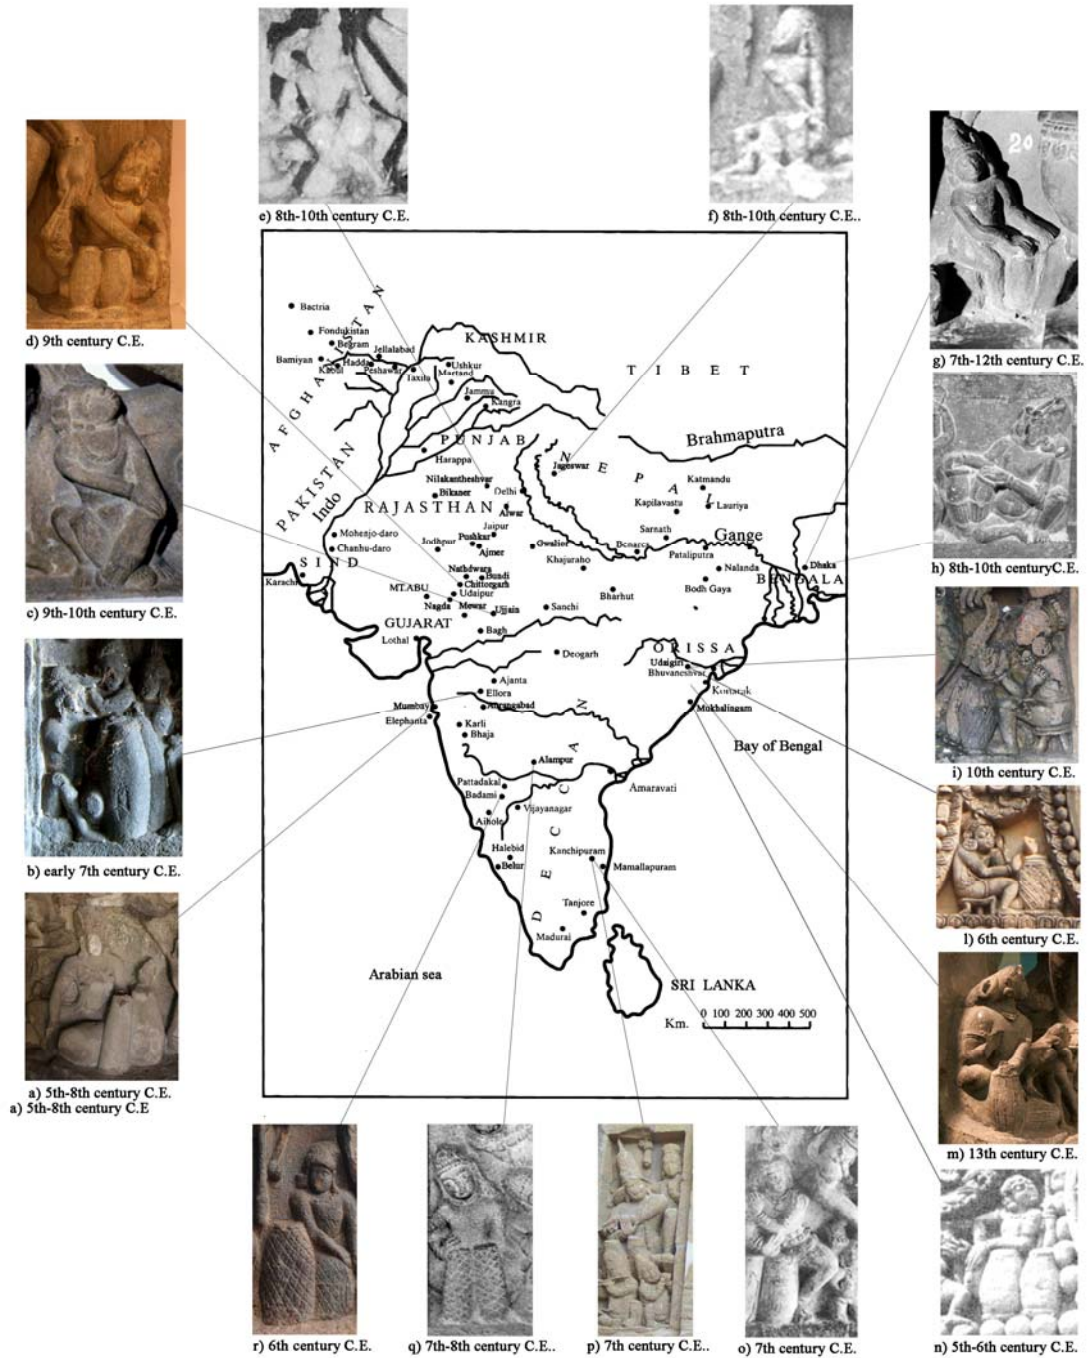 e) 8th-10th century C.E.
f) 8th-10th century C.E..
20
d) 9th century C.E.
g) 7th-12th century C.E.
c) 9th-10th century C.E.
h) 8th-10th centuryC.E.
b) early 7th century C.E.
i) 10th century C.E.
l) 6th century C.E.
a) 5th-8th century C.E.
a) 5th-8th century C.E
m) 13th century C.E.
r) 6th century C.E.
q) 7th-8th century C.E..
p) 7th century C.E..
o) 7th century C.E.
n) 5th-6th century C.E.
Bactria
Fondukistan
Begram
Jellalabad
Bamiyan
Hadda
Kabul
Peshawar
Taxila
AFGHANISTAN
KASHMIR
Ushkur
Martand
Jammu
Kangra
TIBET
PUNJAB
Harappa
Brahmaputra
NEPAL
Jageswar
Katmandu
Kapilavastu
Lauriya
PAKISTAN
Indo
Nilakantheshvar
Bikaner
Delhi
RAJASTHAN
Alwar
Mohenjo-daro
Chanhu-daro
Jaipur
Pushkar
Jodhpur
Ajmer
Gwalior
Sarnath
Benares
Gange
Pataliputra
Khajuraho
Nalanda
Dhaka
SIND
Karachi
Nathdwara
Bundi
Chittorgarh
BENGALA
Bodh Gaya
MT.ABU
Udaipur
Nagda
Mewar
Ujjain
Sanchi
Bharhut
GUJARAT
Lothal
Bagh
Deogarh
ORISSA
Udaigiri
Bhuvaneshvar
Konarak
Ajanta
Ellora
Mumbay
Aurangabad
Elephanta
Mukhalingam
Karli
Bhaja
Bay of Bengal
Alampur
Pattadakal
Badami
Amaravati
Vijayanagar
Aihole
DECCAN
Halebid
Belur
Kanchipuram
Mamallapuram
Tanjore
Madurai
Arabian sea
SRI LANKA
Km.
0 100 200 300 400 500